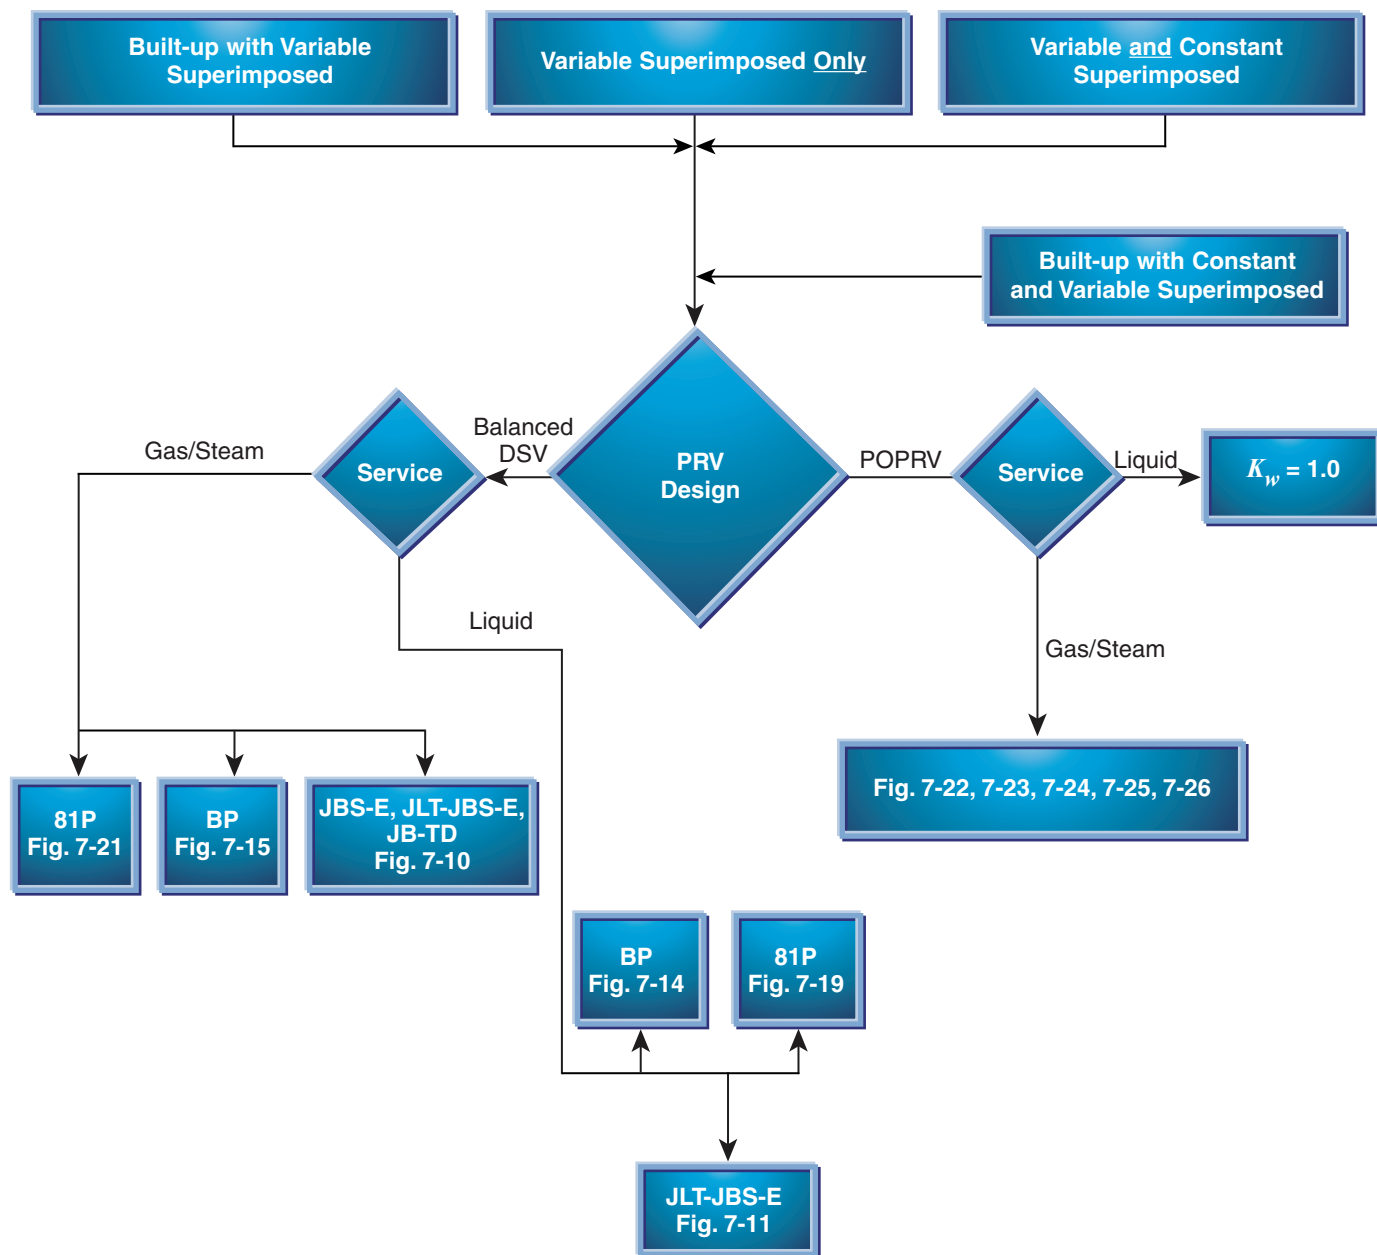 Built-up with Variable
Superimposed
Variable Superimposed Only
Variable and Constant
Superimposed
Built-up with Constant
and Variable Superimposed
Gas/Steam
Service
Balanced
DSV
PRV
Design
POPRV
Service
Liquid
Kw = 1.0
Liquid
Gas/Steam
81P
Fig. 7-21
BP
Fig. 7-15
JBS-E, JLT-JBS-E,
JB-TD
Fig. 7-10
Fig. 7-22, 7-23, 7-24, 7-25, 7-26
BP
Fig. 7-14
81P
Fig. 7-19
JLT-JBS-E
Fig. 7-11